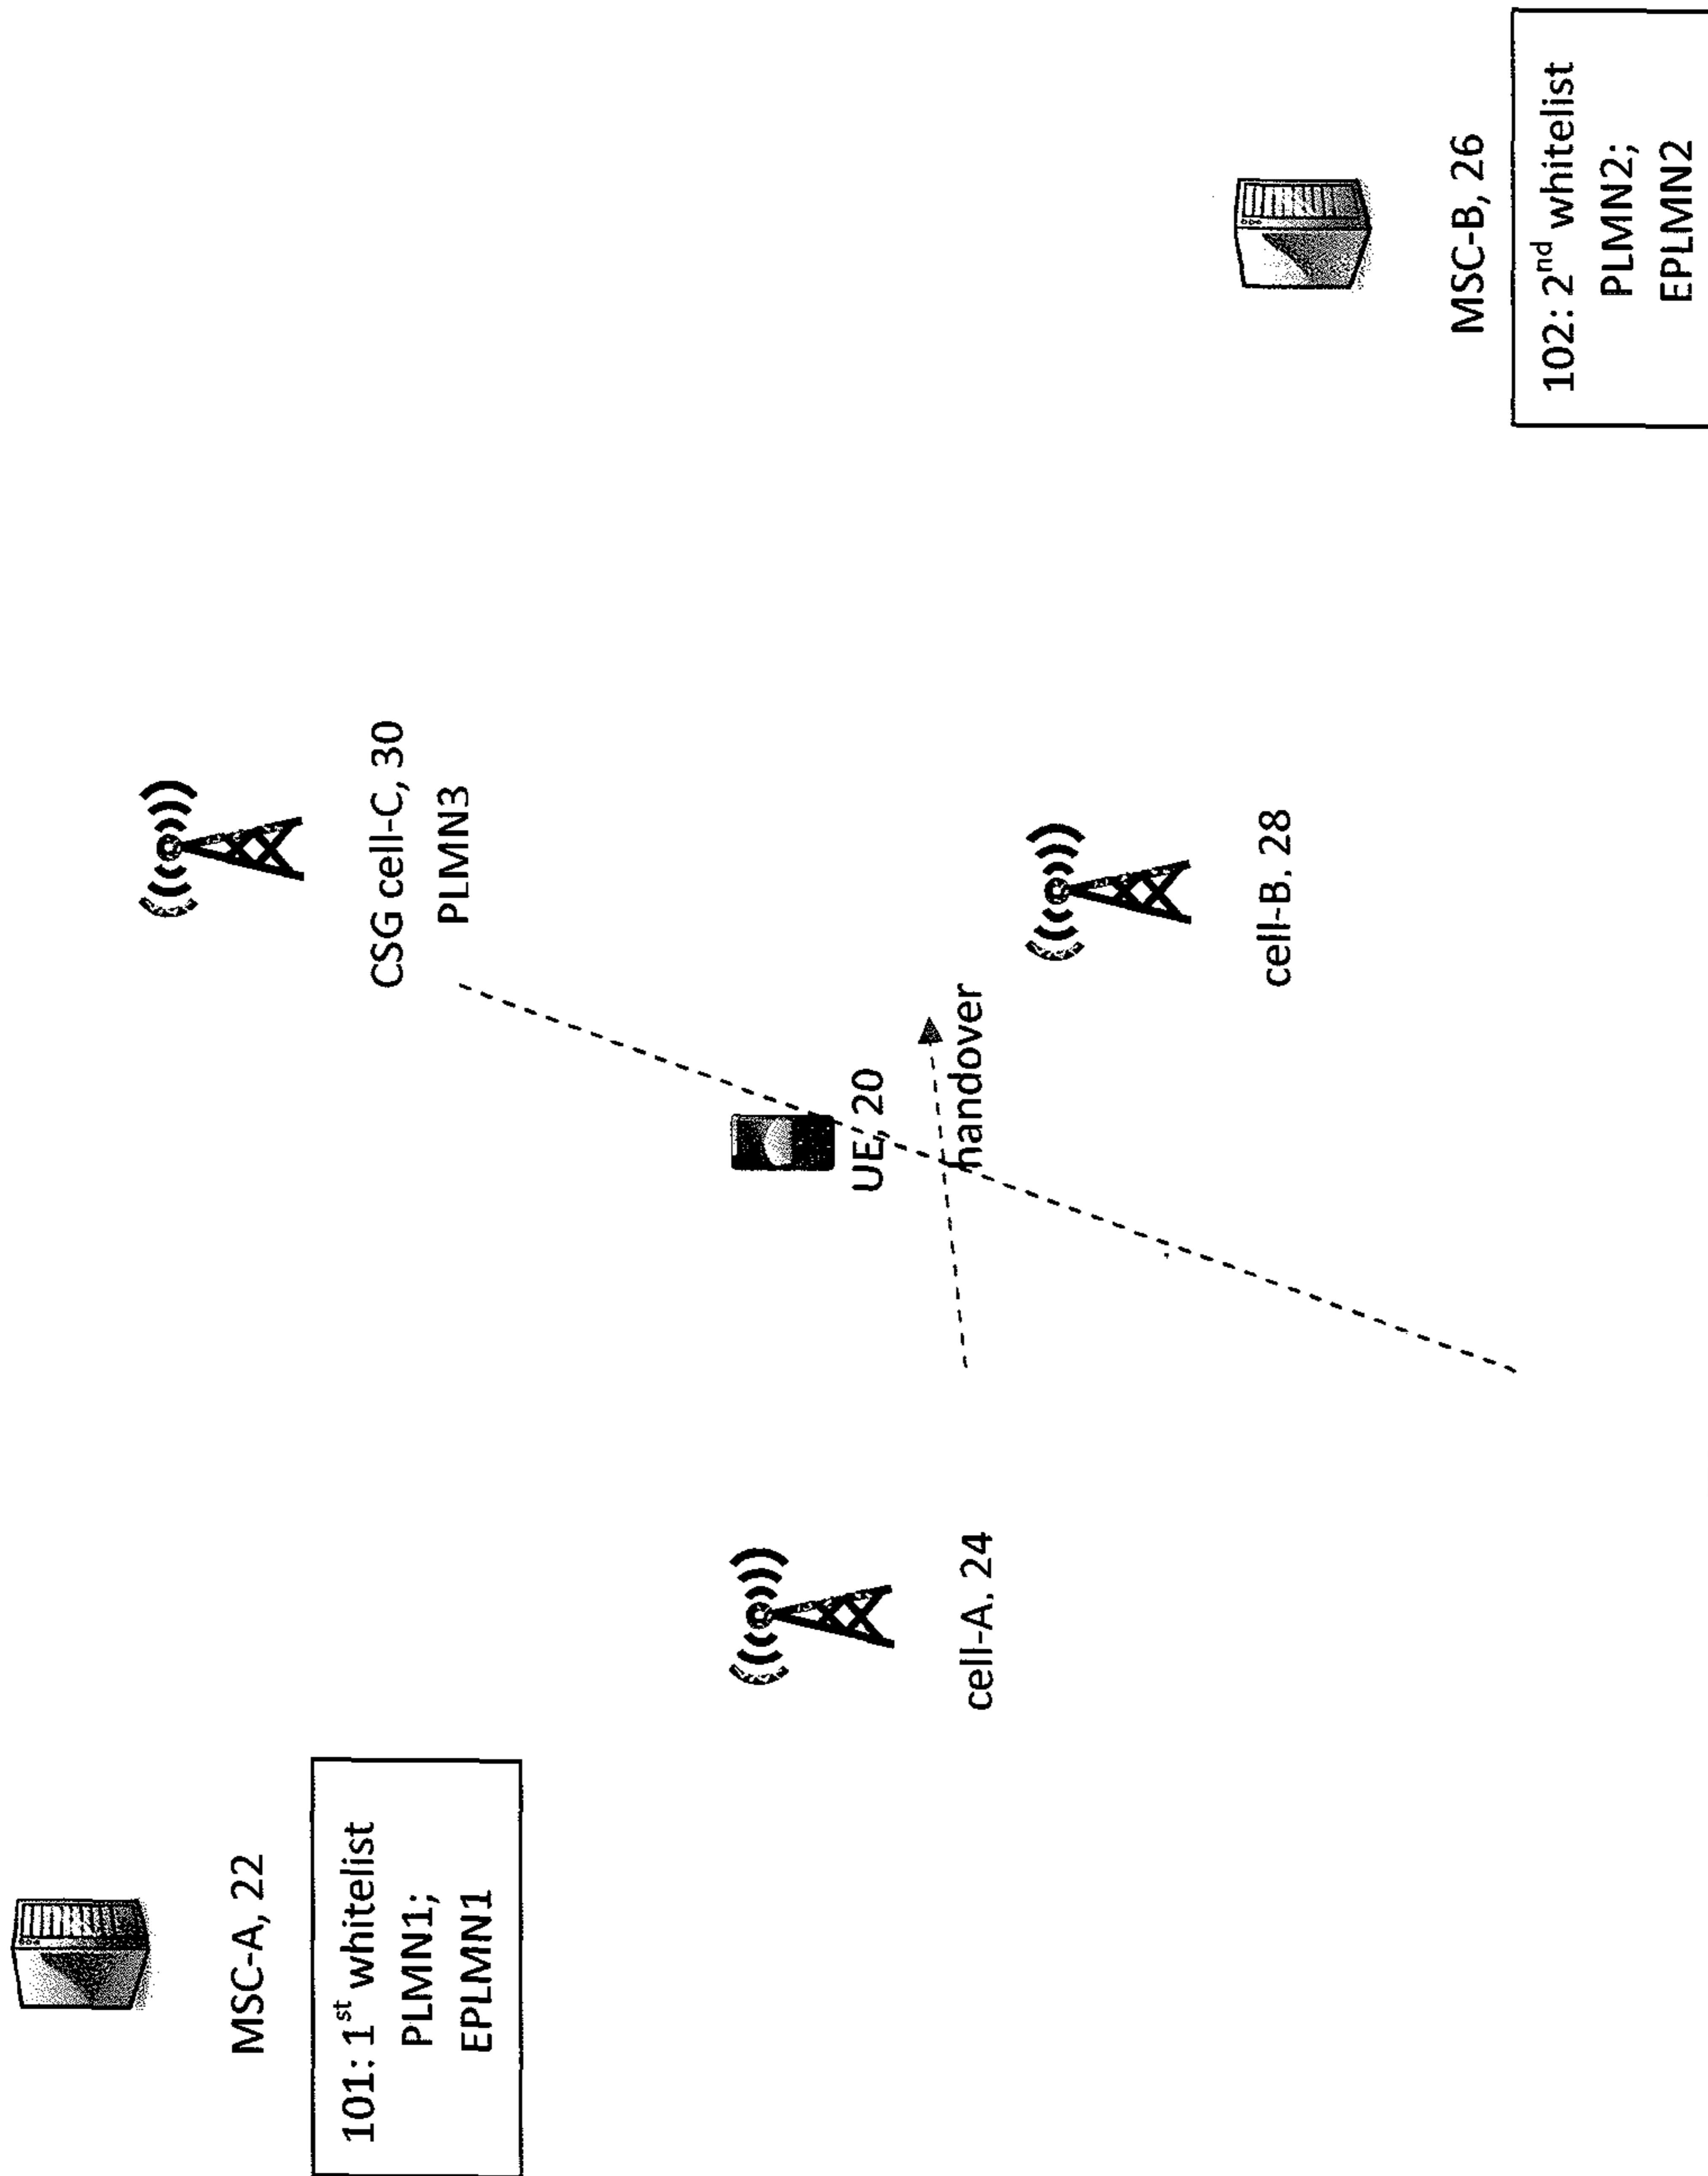 MSC-A, 22
101: 1st whitelist
PLMN1;
EPLMN1
cell-A, 24
CSG cell-C, 30
PLMN3
UE, 20
handover
cell-B, 28
MSC-B, 26
102: 2nd whitelist
PLMN2;
EPLMN2